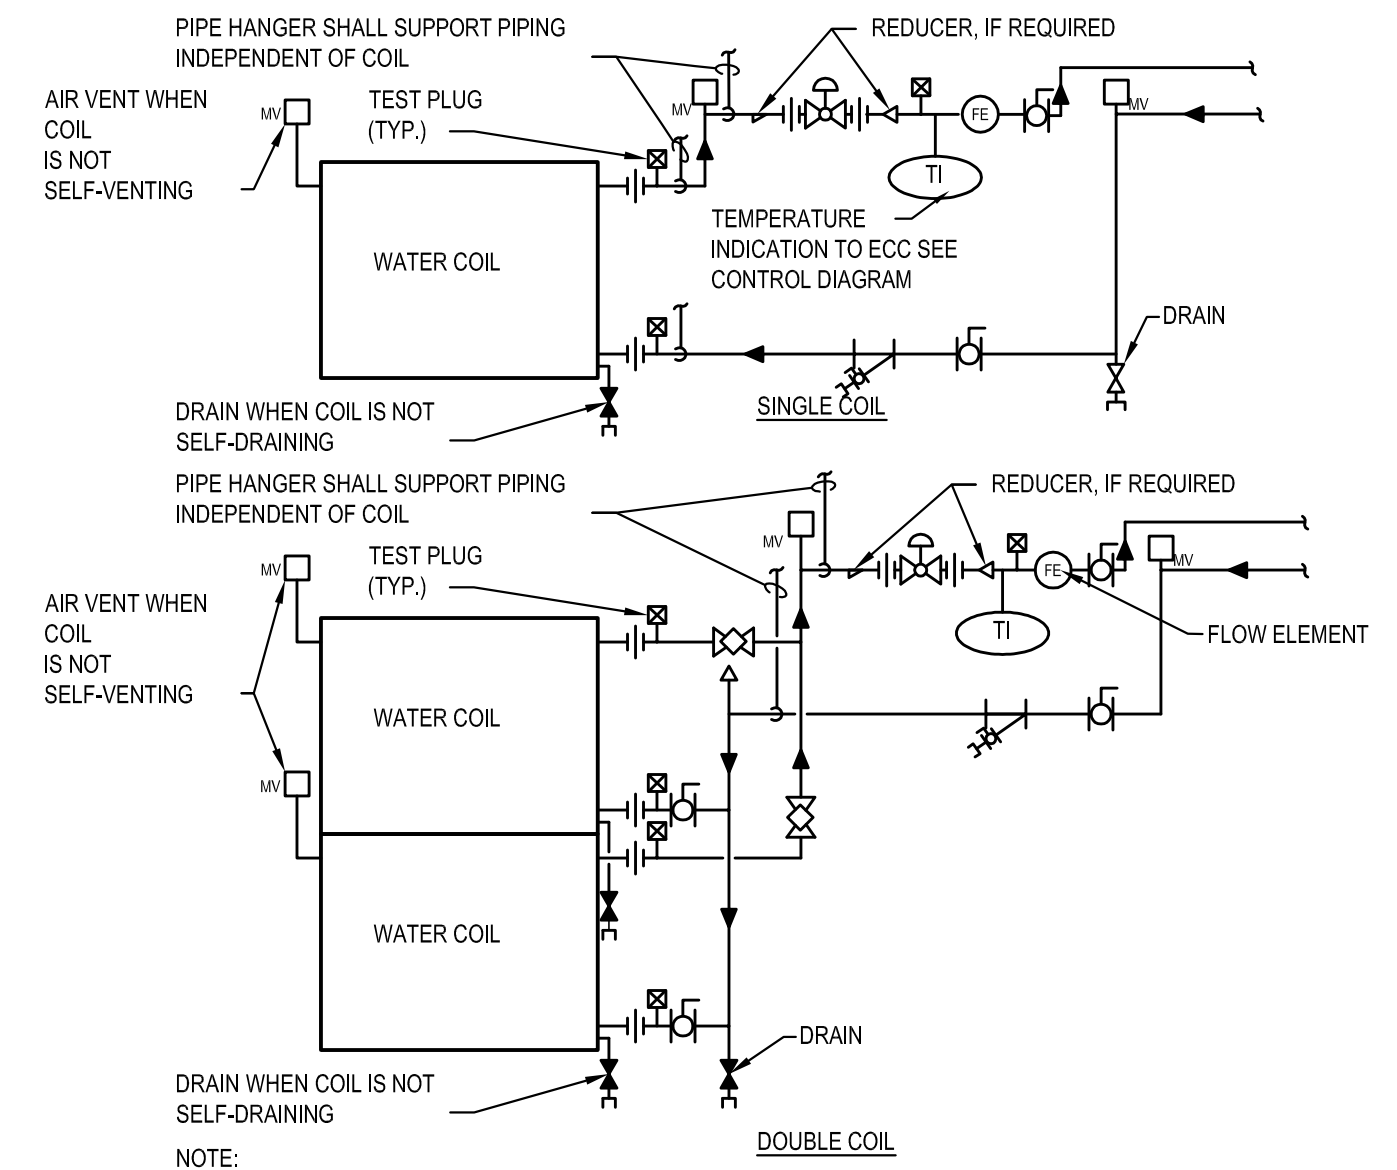 PIPE HANGER SHALL SUPPORT PIPING
INDEPENDENT OF COIL
REDUCER, IF REQUIRED
AIR VENT WHEN
COIL
IS NOT
SELF-VENTING
MV
TEST PLUG
(TYP.)
MV
FE
MV
TI
WATER COIL
TEMPERATURE
INDICATION TO ECC SEE
CONTROL DIAGRAM
DRAIN
DRAIN WHEN COIL IS NOT
SELF-DRAINING
SINGLE COIL
PIPE HANGER SHALL SUPPORT PIPING
INDEPENDENT OF COIL
REDUCER, IF REQUIRED
MV
TEST PLUG
(TYP.)
MV
MV
FE
AIR VENT WHEN
COIL
IS NOT
SELF-VENTING
TI
FLOW ELEMENT
WATER COIL
MV
WATER COIL
DRAIN
DRAIN WHEN COIL IS NOT
SELF-DRAINING
DOUBLE COIL
NOTE: